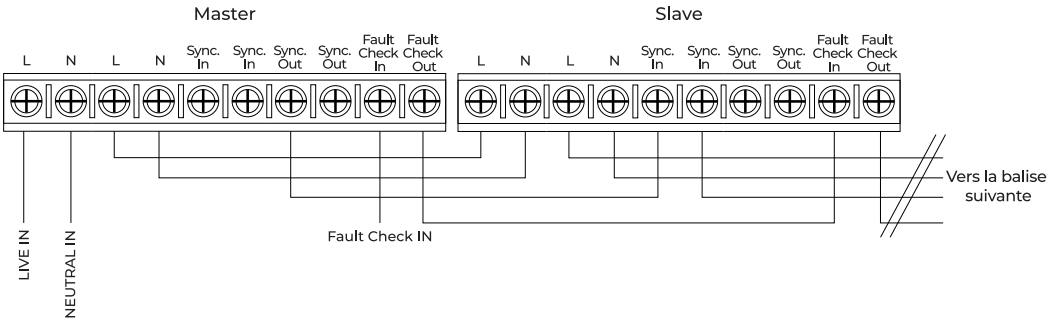 Master
Slave
L N L N Sync. In Sync. In Sync. Out Sync. Out Fault Check In Fault Check Out
L N L N Sync. In Sync. In Sync. Out Sync. Out Fault Check In Fault Check Out
Vers la balise
suivante
Fault Check IN
LIVE IN
NEUTRAL IN